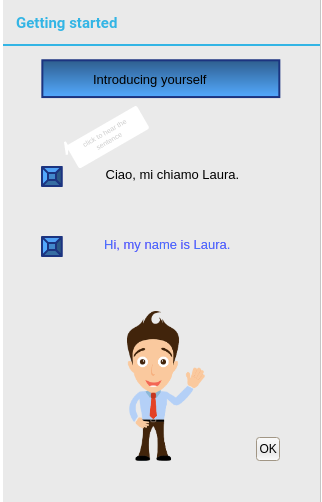 Getting started
Introducing yourself
click to hear the
sentence
Ciao, mi chiamo Laura.
Hi, my name is Laura.
OK